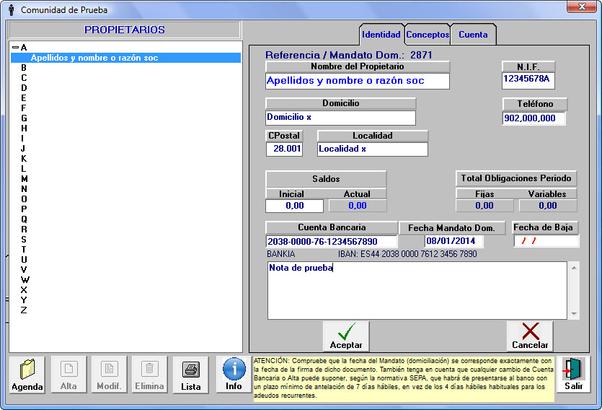 Comunidad de Prueba
PROPIETARIOS
A
Apellidos y nombre o razón soc
B
C
D
E
F
G
H
I
J
K
L
M
N
O
P
Q
R
S
T
U
V
W
X
Y
Z
Identidad Conceptos Cuenta
Referencia / Mandato Dom.: 2871
Nombre del Propietario N.I.F.
Apellidos y nombre o razón soc 12345678A
Domicilio Teléfono
Domicilio x 902,000,000
CPostal Localidad
28.001 Localidad x
Saldos Total Obligaciones Periodo
Inicial Actual Fijas Variables
0,00 0,00 0,00 0,00
Cuenta Bancaria Fecha Mandato Dom. Fecha de Baja
2038-0000-76-1234567890 08/01/2014 / /
BANKIA IBAN: ES44 2038 0000 7612 3456 7890
Nota de prueba
Aceptar Cancelar
Agenda Alta Modif. Elimina Lista Info Salir
ATENCIÓN: Compruebe que la fecha del Mandato (domiciliación) se corresponde exactamente
con la fecha de la firma de dicho documento. También tenga en cuenta que cualquier cambio de Cuenta
Bancaria o Alta puede suponer, según la normativa SEPA, que habrá de presentarse al banco con
un plazo mínimo de antelación de 7 días hábiles, en vez de los 4 días hábiles habituales para los
adeudos recurrentes.